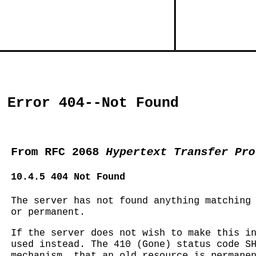 Error 404--Not Found
From RFC 2068 Hypertext Transfer Pro
10.4.5 404 Not Found
The server has not found anything matching
or permanent.
If the server does not wish to make this in
used instead. The 410 (Gone) status code SH
mechanism, that an old resource is permanen